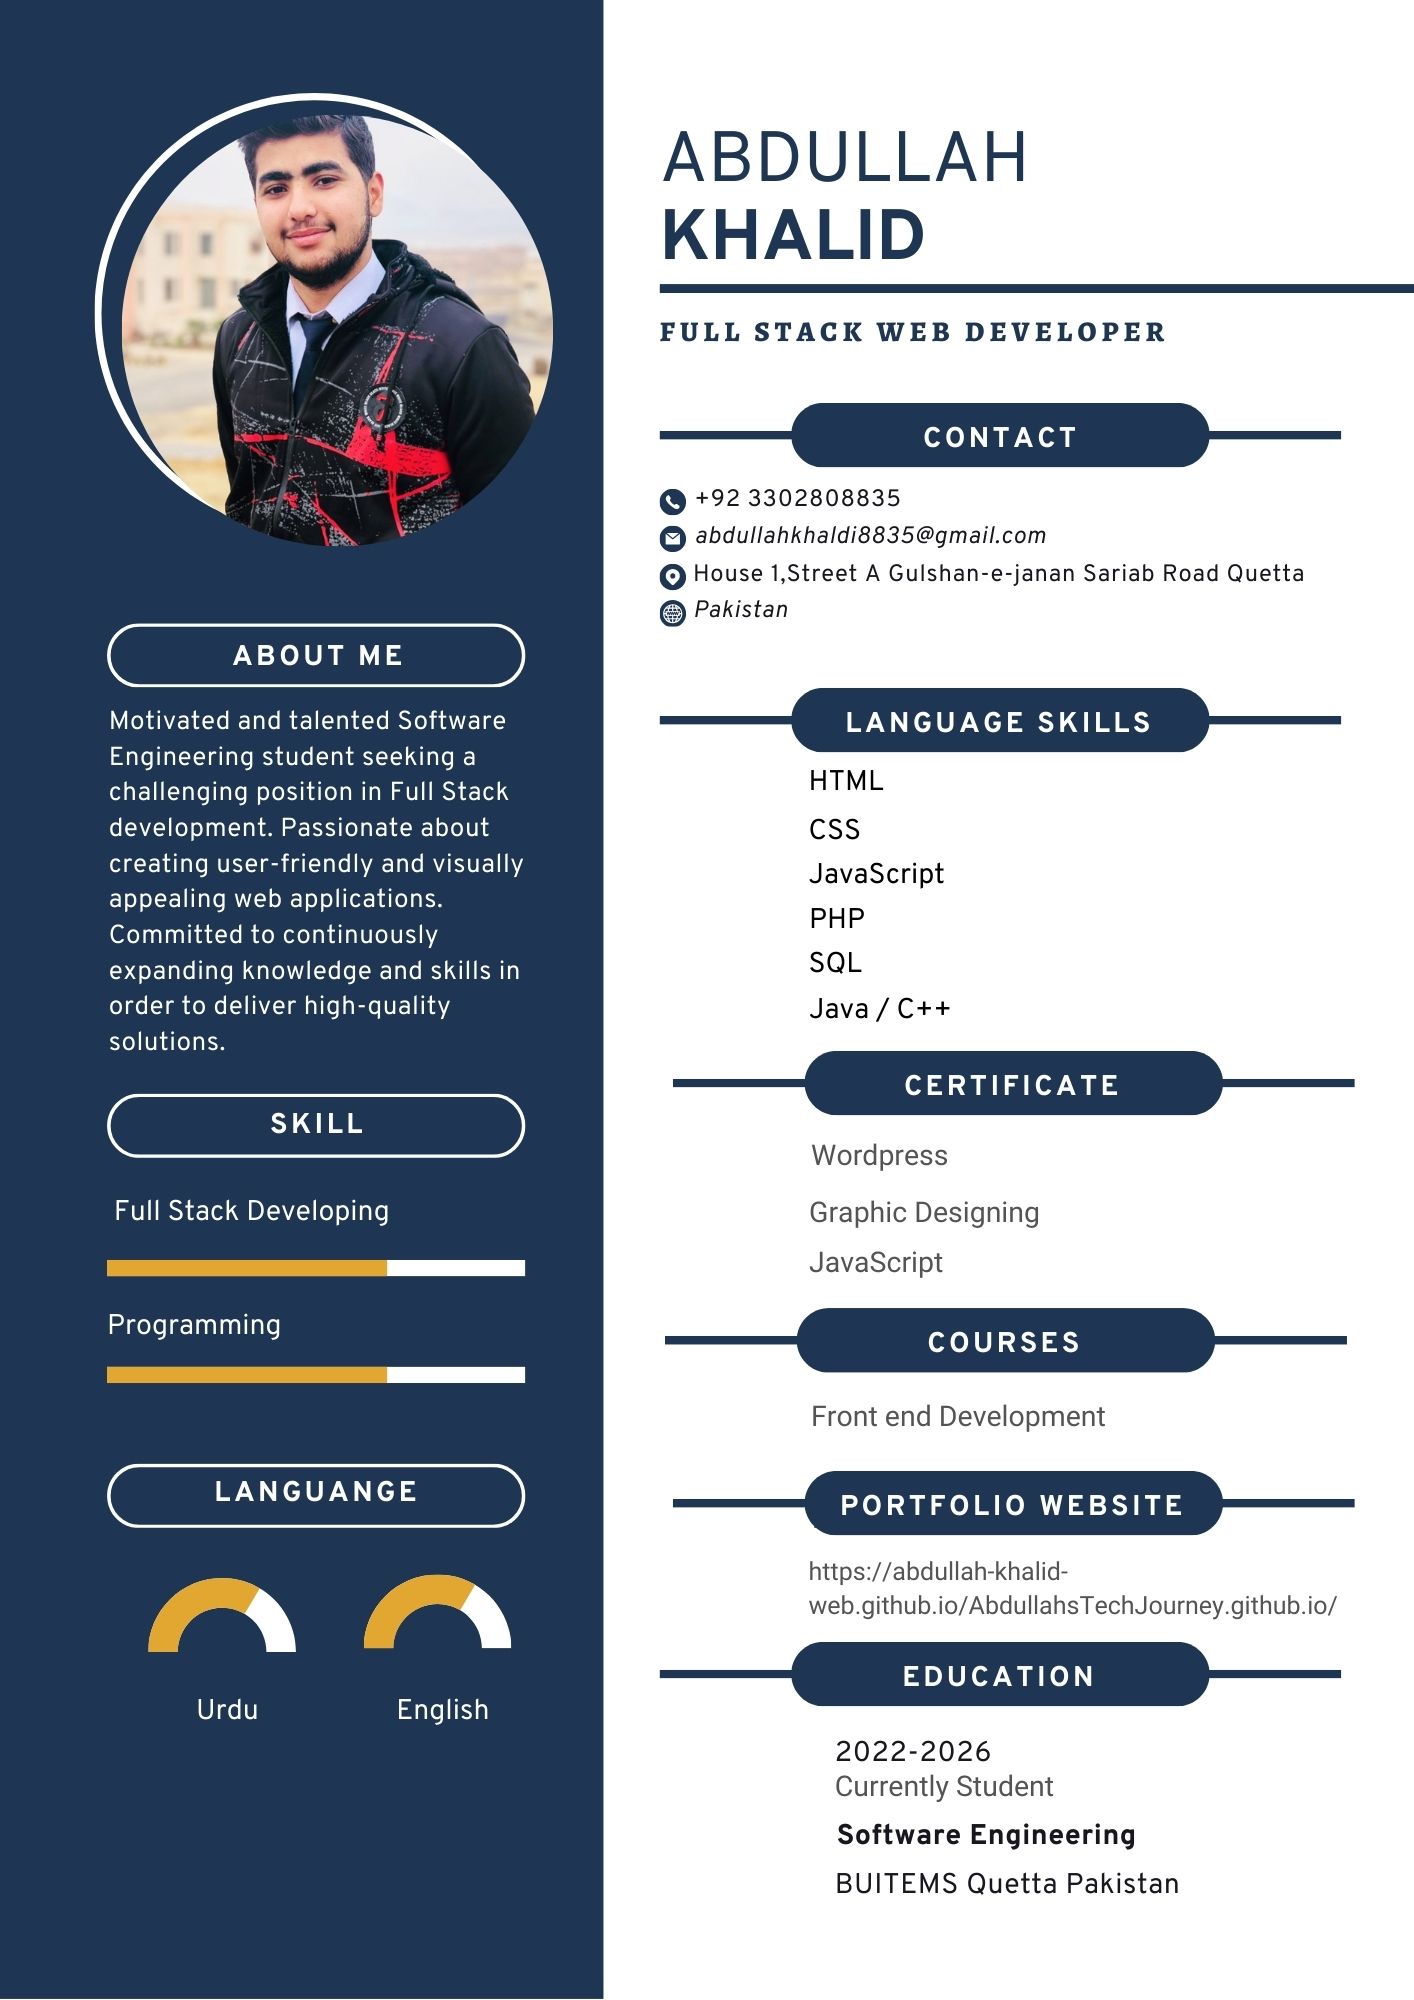 ABDULLAH
KHALID
FULL STACK WEB DEVELOPER
CONTACT
+92 3302808835
abdullahkhaldi8835@gmail.com
House 1,Street A Gulshan-e-janan Sariab Road Quetta
Pakistan
ABOUT ME
Motivated and talented Software
Engineering student seeking a
challenging position in Full Stack
development. Passionate about
creating user-friendly and visually
appealing web applications.
Committed to continuously
expanding knowledge and skills in
order to deliver high-quality
solutions.
SKILL
Full Stack Developing
Programming
LANGUANGE
Urdu
English
LANGUAGE SKILLS
HTML
CSS
JavaScript
PHP
SQL
Java / C++
CERTIFICATE
Wordpress
Graphic Designing
JavaScript
COURSES
Front end Development
PORTFOLIO WEBSITE
https://abdullah-khalid-
web.github.io/AbdullahsTechJourney.github.io/
EDUCATION
2022-2026
Currently Student
Software Engineering
BUITEMS Quetta Pakistan